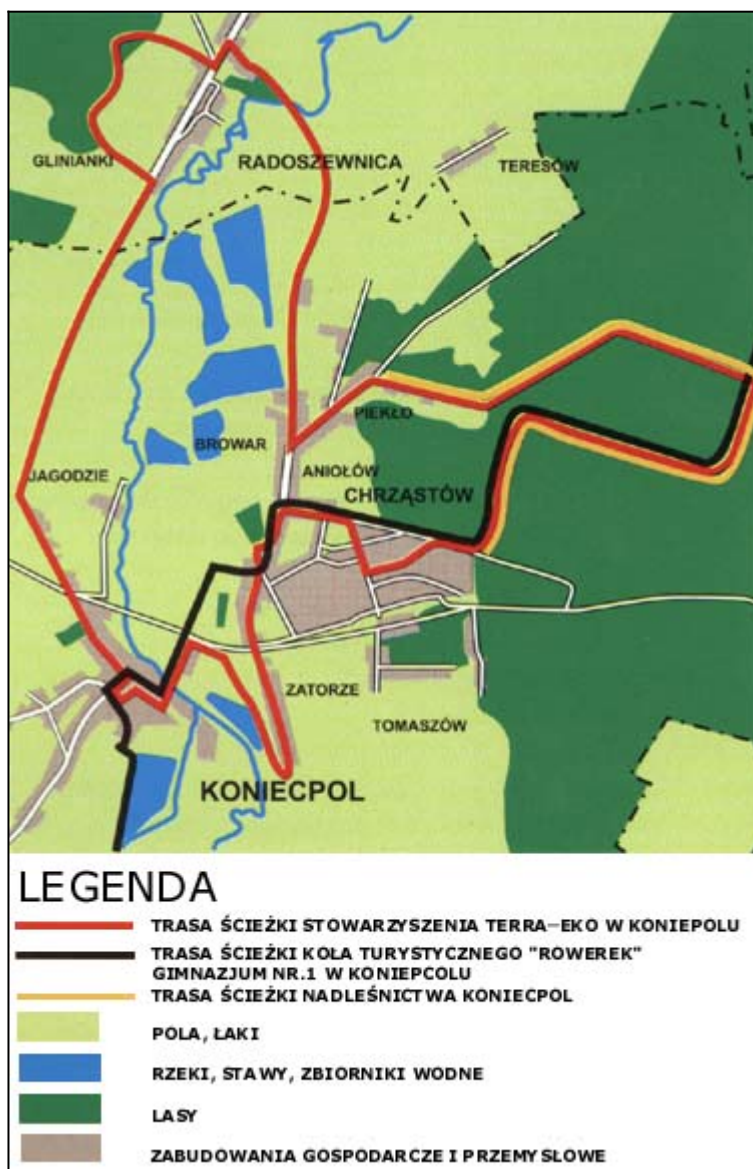 GLINIANKI
RADOSZEWNICA
TERESÓW
PIEKŁO
BROWAR
ANIOŁÓW
JAGODZIE
CHRZĄSTÓW
ZATORZE
TOMASZÓW
KONIECPOL
LEGENDA
TRASA ŚCIEŻKI STOWARZYSZENIA TERRA-EKO W KONIEPOLU
TRASA ŚCIEŻKI KOŁA TURYSTYCZNEGO "ROWEREK"
GIMNAZJUM NR.1 W KONIEPCOLU
TRASA ŚCIEŻKI NADLEŚNICTWA KONIECPOL
POLA, ŁAKI
RZEKI, STAWY, ZBIORNIKI WODNE
LASY
ZABUDOWANIA GOSPODARCZE I PRZEMYSŁOWE